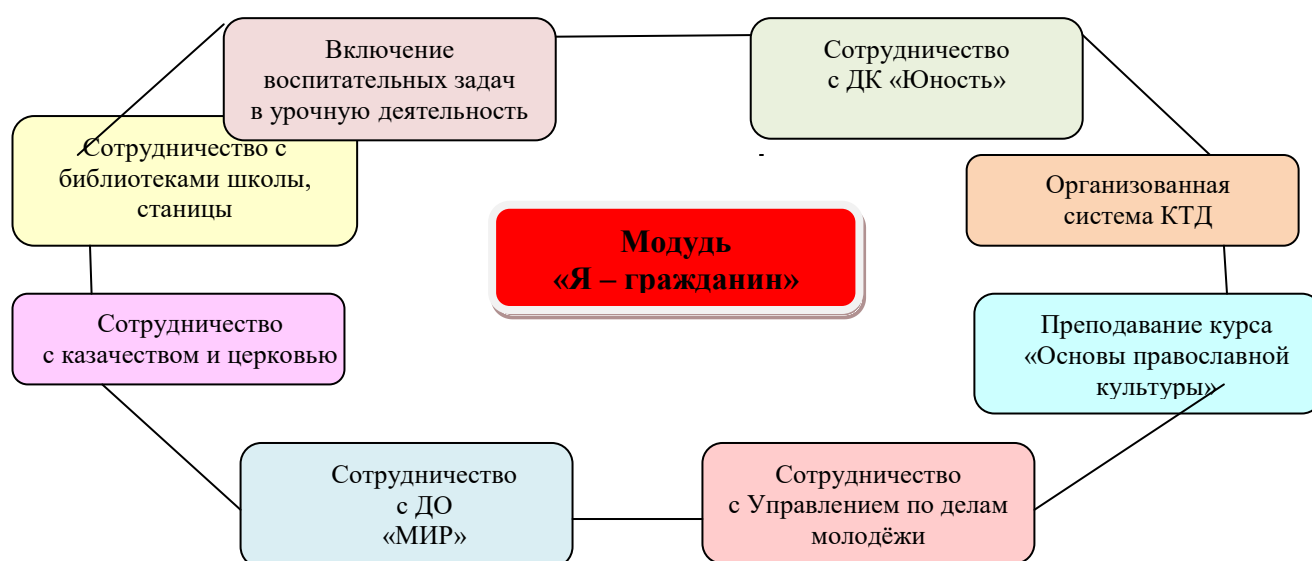 Включение
воспитательных задач
в урочную деятельность
Сотрудничество
с ДК «Юность»
Сотрудничество с
библиотеками школы,
станицы
Организованная
система КТД
Модудь
«Я – гражданин»
Сотрудничество
с казачеством и церковью
Преподавание курса
«Основы православной
культуры»
Сотрудничество
с ДО
«МИР»
Сотрудничество
с Управлением по делам
молодёжи